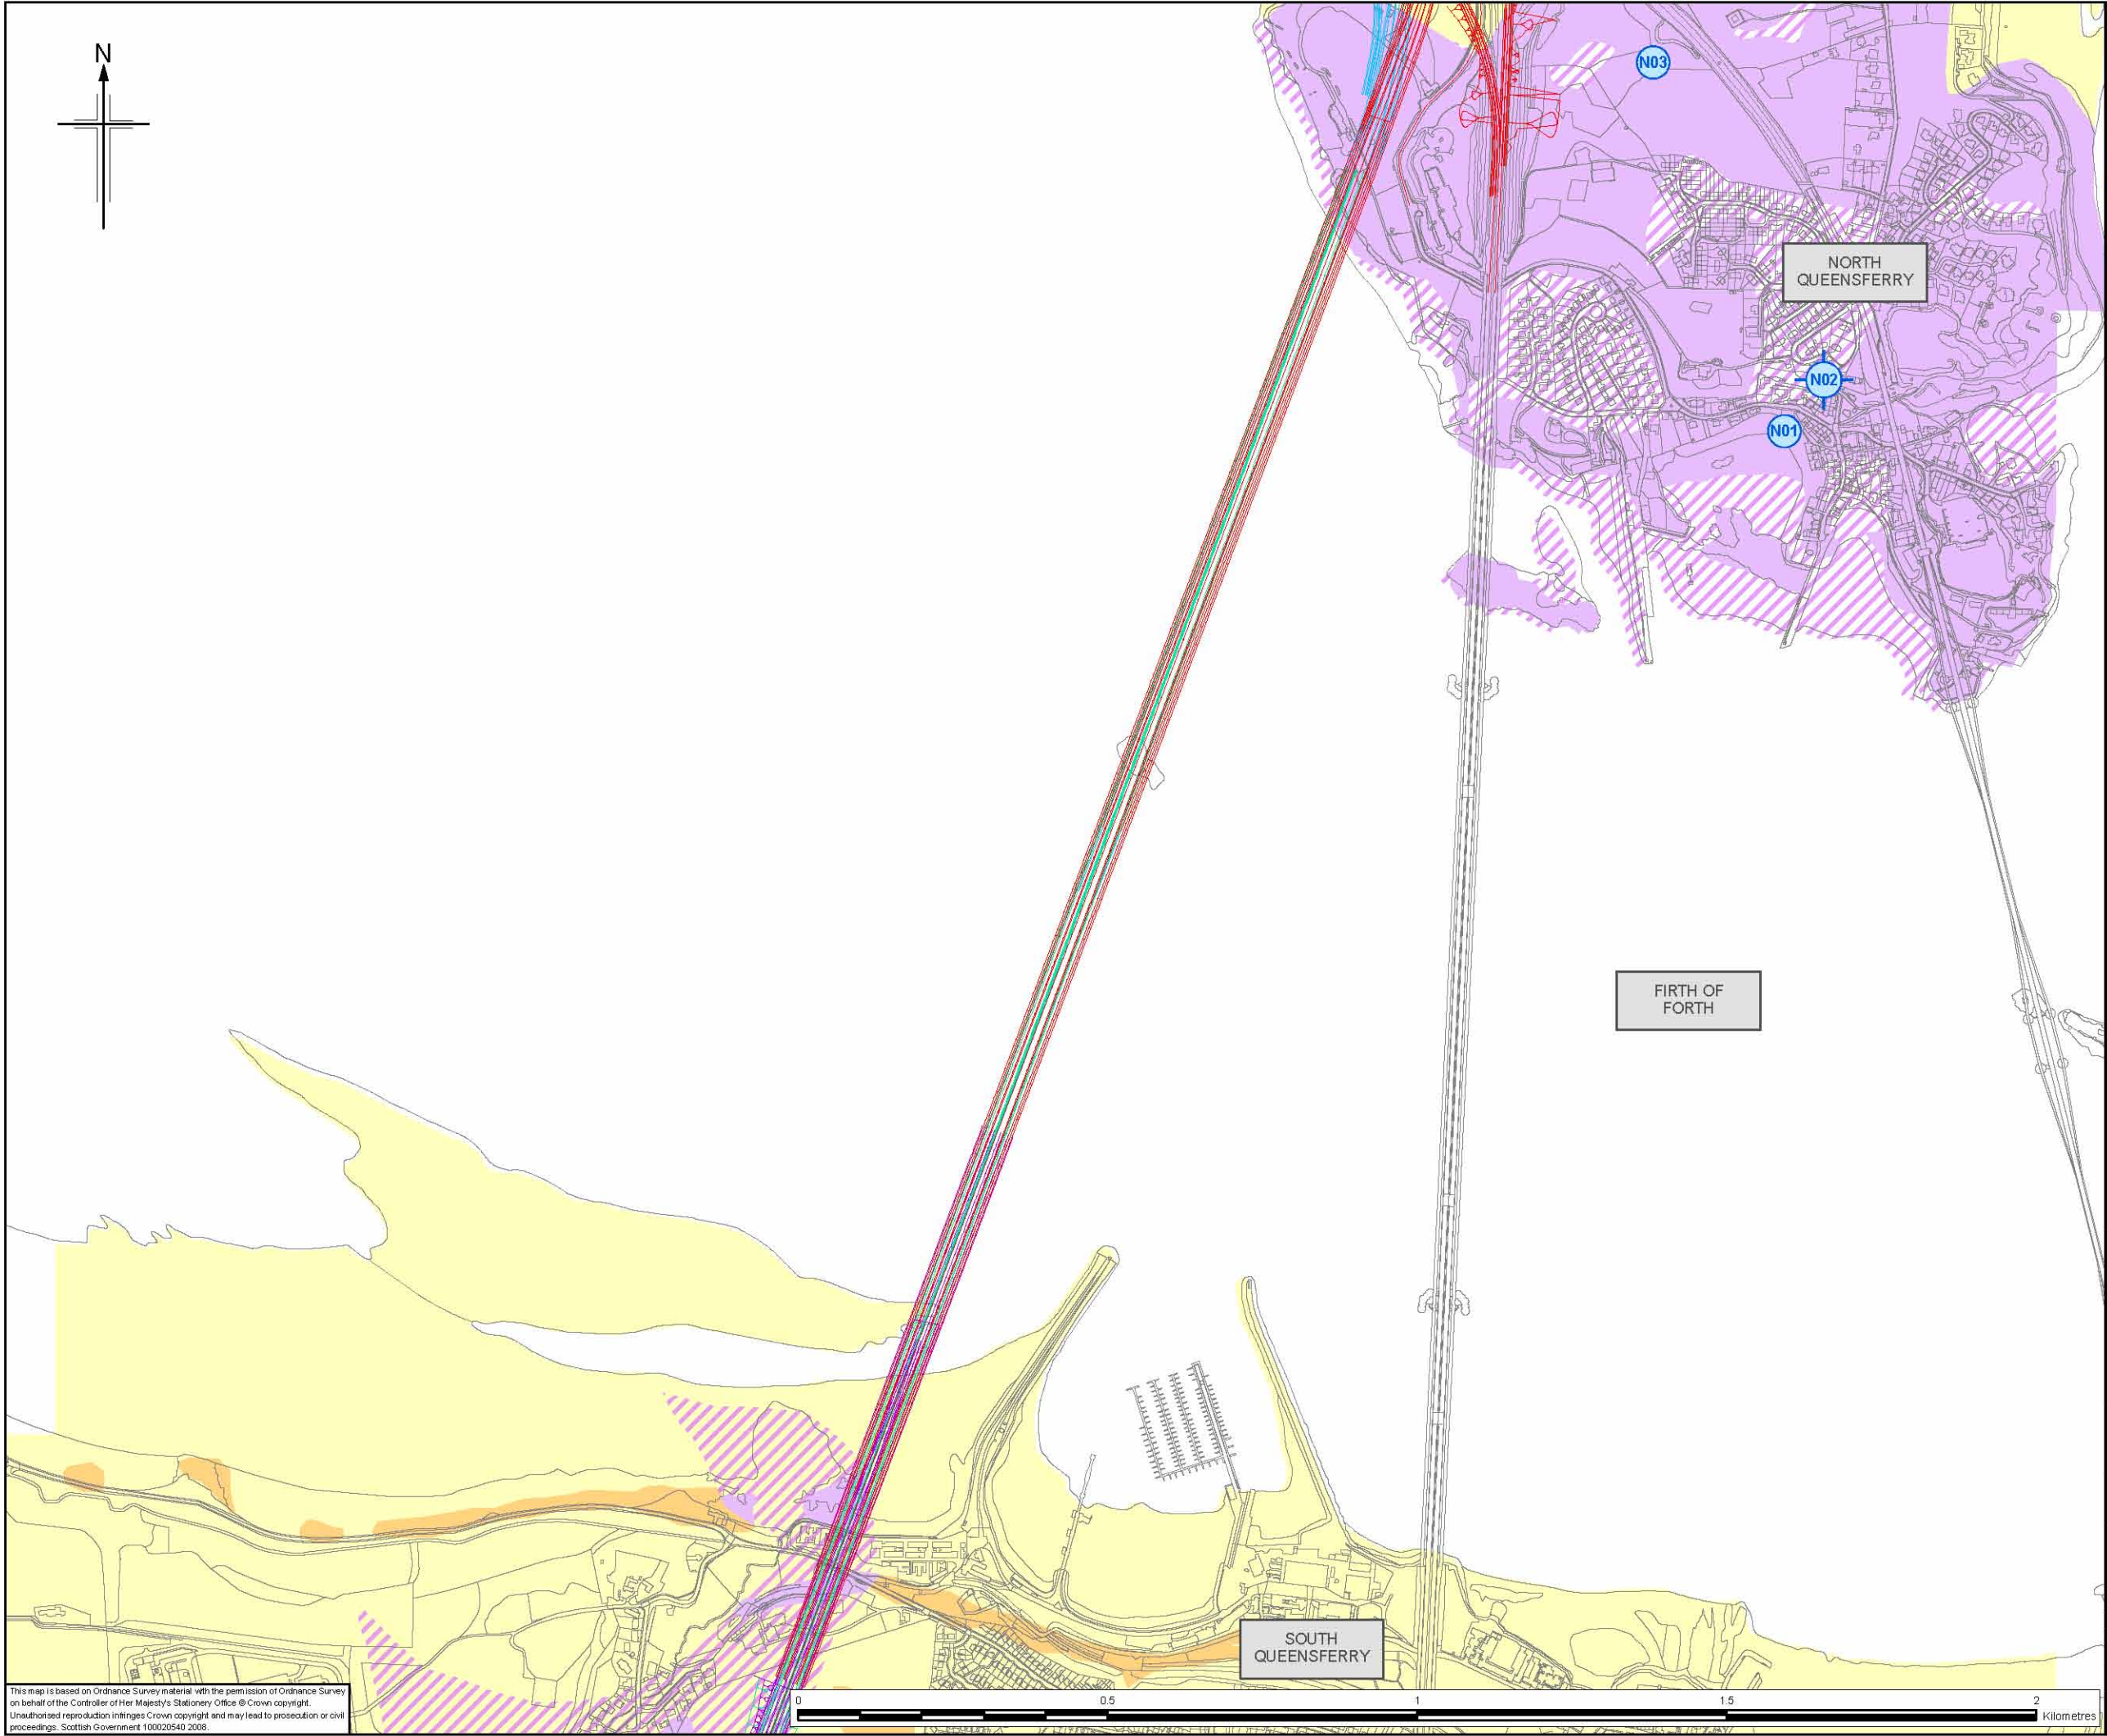 N
N03
NORTH
QUEENSFERRY
N02
N01
FIRTH OF
FORTH
SOUTH
QUEENSFERRY
This map is based on Ordnance Survey material with the permission of Ordnance Survey
on behalf of the Controller of Her Majesty's Stationery Office © Crown copyright.
Unauthorised reproduction infringes Crown copyright and may lead to prosecution or civil
proceedings. Scottish Government 100020540 2008.
0 0.5 1 1.5 2
Kilometres